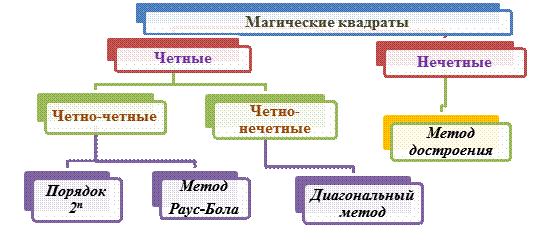 Магические квадраты
Четные
Нечетные
Четно-четные
Четно-
нечетные
Метод
достроения
Порядок
2ⁿ
Метод
Раус-Бола
Диагональный
метод